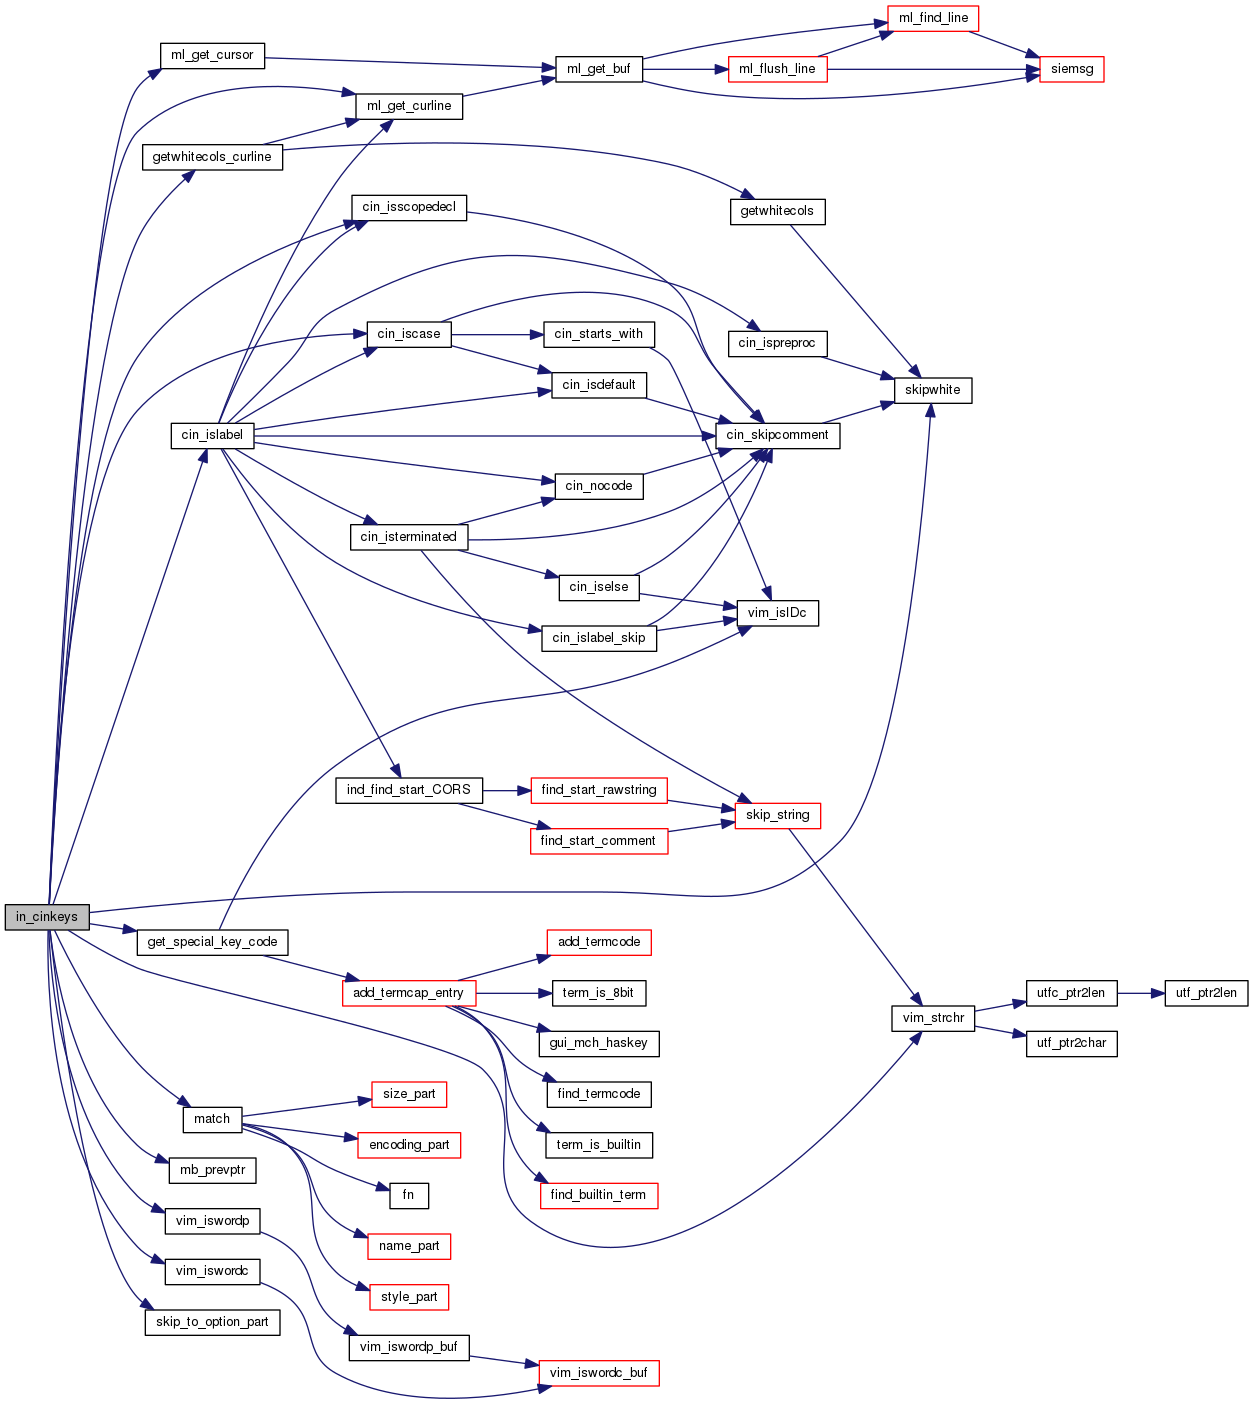 ml_find_line
ml_get_cursor
ml_get_buf
ml_flush_line
siemsg
ml_get_curline
getwhitecols_curline
cin_isscopedecl
getwhitecols
cin_iscase
cin_starts_with
cin_ispreproc
cin_isdefault
skipwhite
cin_islabel
cin_skipcomment
cin_nocode
cin_isterminated
cin_iselse
vim_isIDc
cin_islabel_skip
ind_find_start_CORS
find_start_rawstring
skip_string
find_start_comment
in_cinkeys
get_special_key_code
add_termcode
add_termcap_entry
term_is_8bit
utfc_ptr2len
utf_ptr2len
vim_strchr
gui_mch_haskey
utf_ptr2char
find_termcode
size_part
match
encoding_part
term_is_builtin
mb_prevptr
fn
find_builtin_term
vim_iswordp
name_part
vim_iswordc
style_part
skip_to_option_part
vim_iswordp_buf
vim_iswordc_buf